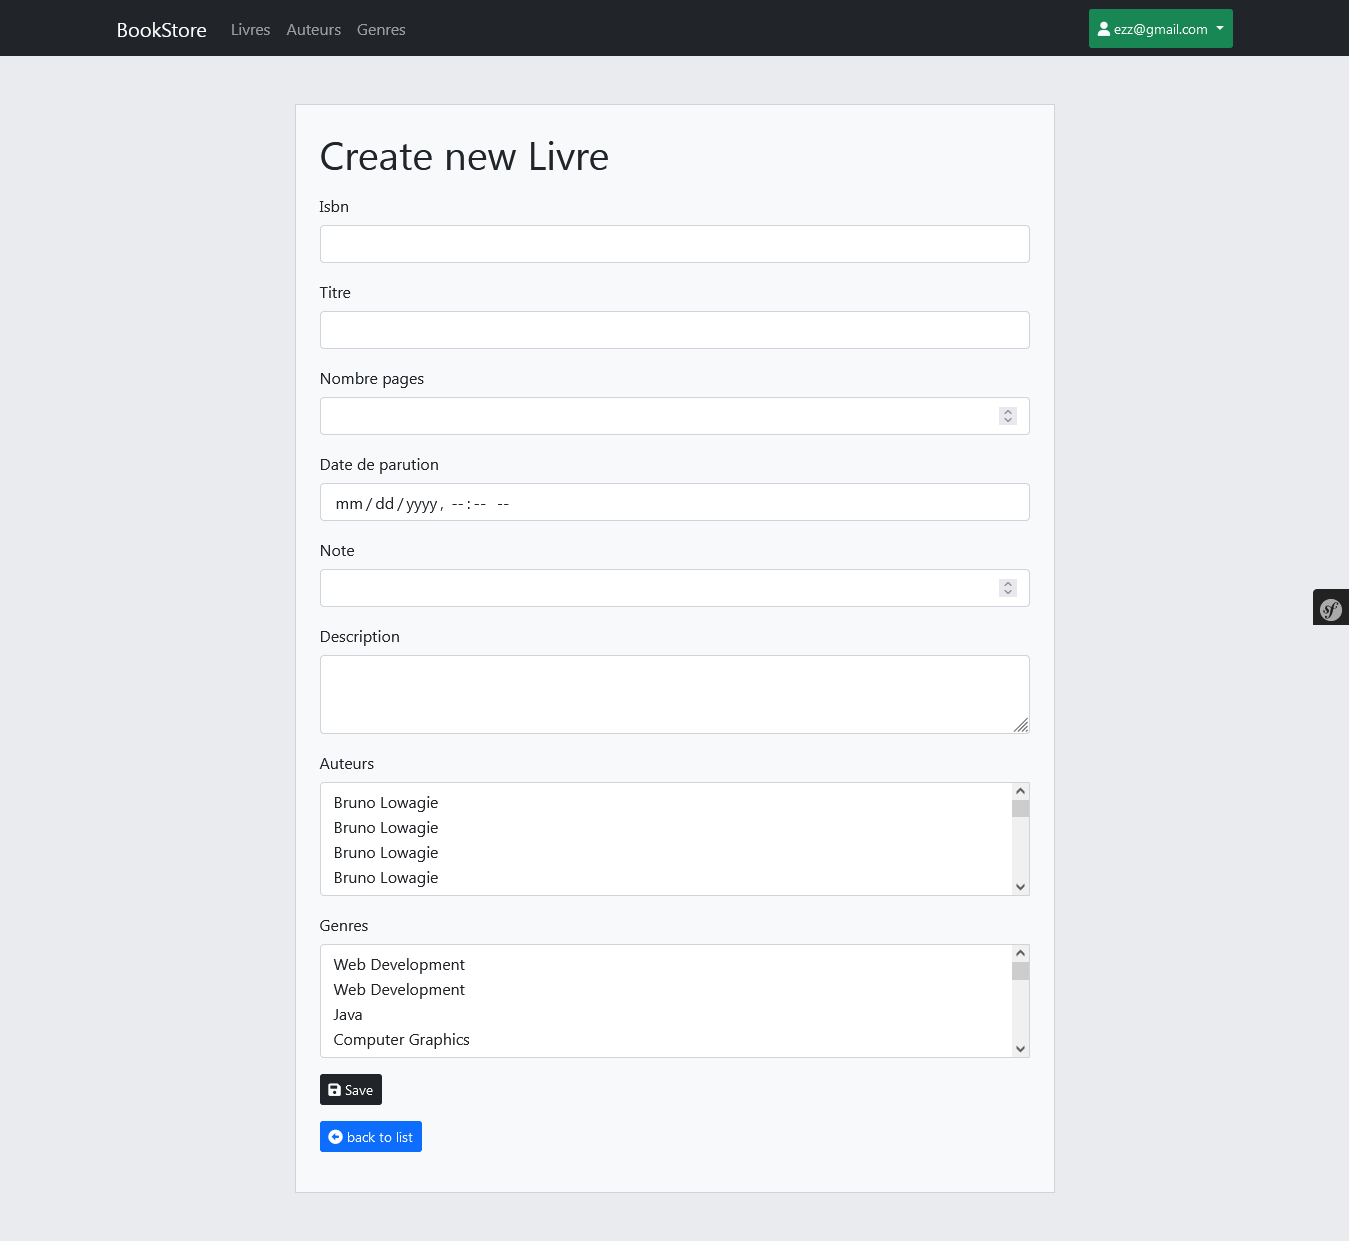 BookStore Livres Auteurs Genres ezz@gmail.com
Create new Livre
Isbn
Titre
Nombre pages
Date de parution
mm/dd/yyyy, --:-- --
Note
Description
Auteurs
Bruno Lowagie
Bruno Lowagie
Bruno Lowagie
Bruno Lowagie
Genres
Web Development
Web Development
Java
Computer Graphics
Save
back to list
sf